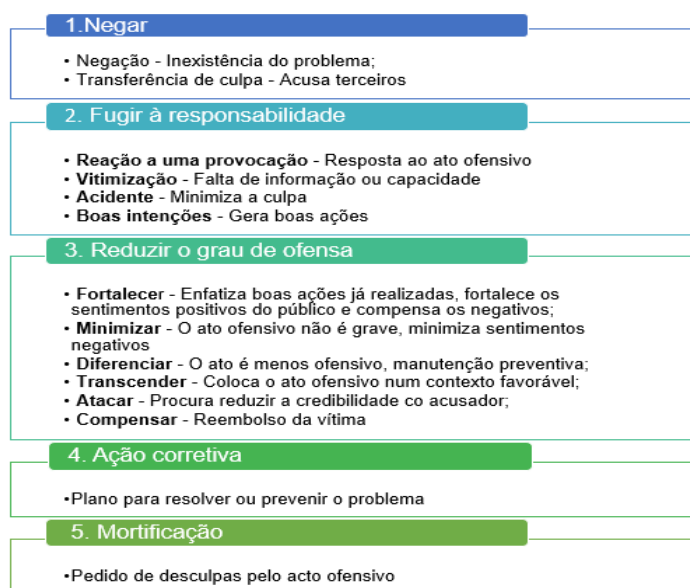 1.Negar
• Negação - Inexistência do problema;
• Transferência de culpa - Acusa terceiros
2. Fugir à responsabilidade
• Reação a uma provocação - Resposta ao ato ofensivo
• Vitimização - Falta de informação ou capacidade
• Acidente - Minimiza a culpa
• Boas intenções - Gera boas ações
3. Reduzir o grau de ofensa
• Fortalecer - Enfatiza boas ações já realizadas, fortalece os
sentimentos positivos do público e compensa os negativos;
• Minimizar - O ato ofensivo não é grave, minimiza sentimentos
negativos
• Diferenciar - O ato é menos ofensivo, manutenção preventiva;
• Transcender - Coloca o ato ofensivo num contexto favorável;
• Atacar - Procura reduzir a credibilidade co acusador;
• Compensar - Reembolso da vítima
4. Ação corretiva
•Plano para resolver ou prevenir o problema
5. Mortificação
•Pedido de desculpas pelo acto ofensivo